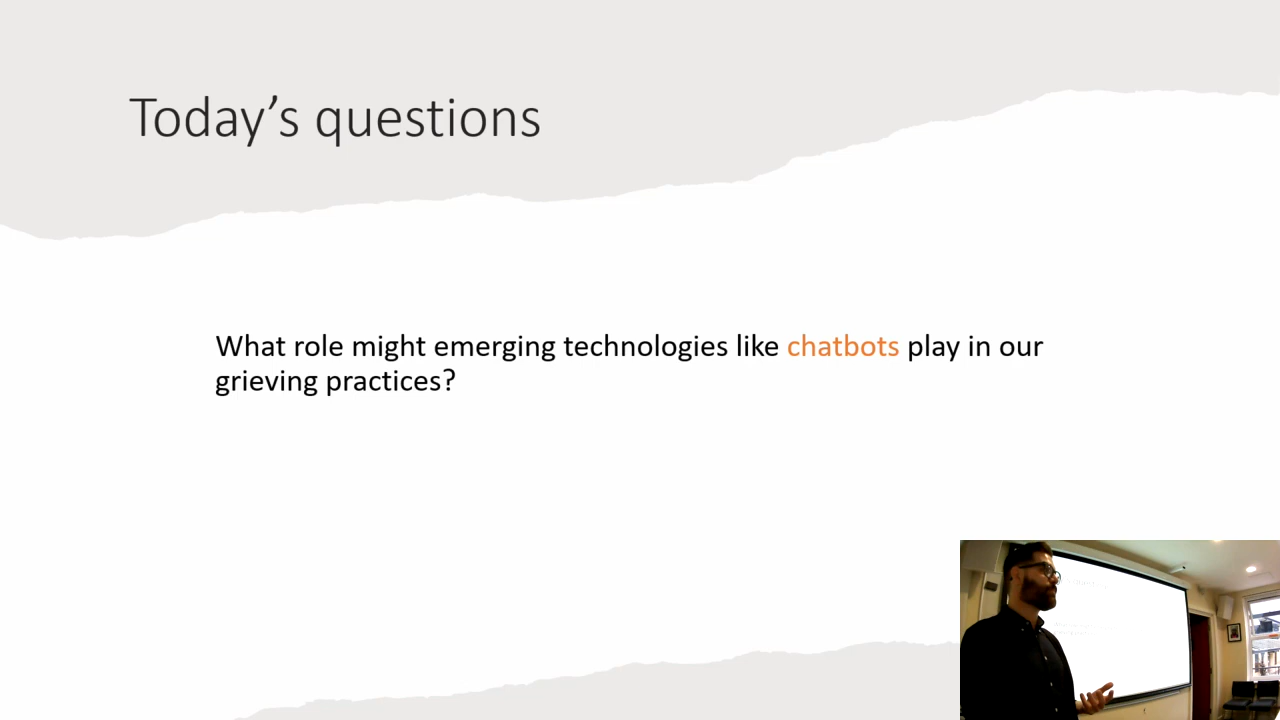 Today’s questions
What role might emerging technologies like chatbots play in our
grieving practices?